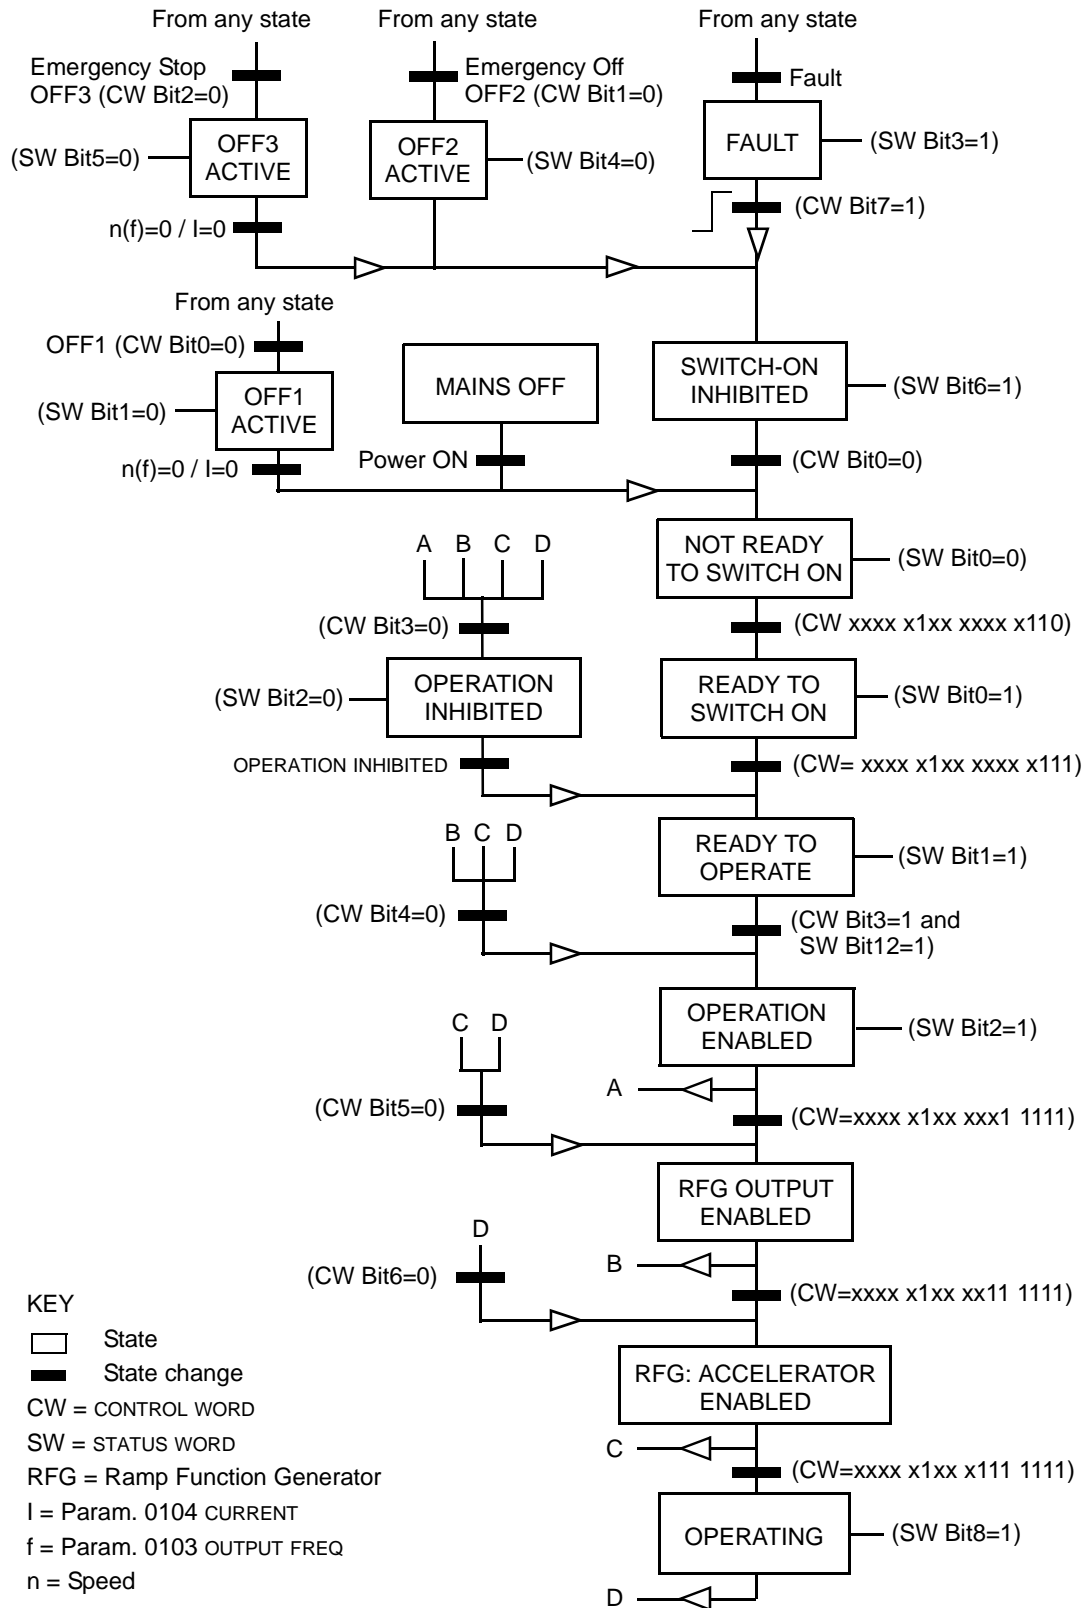 From any state
From any state
From any state
Emergency Stop
OFF3 (CW Bit2=0)
Emergency Off
OFF2 (CW Bit1=0)
Fault
(SW Bit5=0)
OFF3
ACTIVE
OFF2
ACTIVE
(SW Bit4=0)
FAULT
(SW Bit3=1)
n(f)=0 / I=0
(CW Bit7=1)
From any state
OFF1 (CW Bit0=0)
(SW Bit1=0)
OFF1
ACTIVE
MAINS OFF
SWITCH-ON
INHIBITED
(SW Bit6=1)
n(f)=0 / I=0
Power ON
(CW Bit0=0)
A B C D
NOT READY
TO SWITCH ON
(SW Bit0=0)
(CW Bit3=0)
(CW xxxx x1xx xxxx x110)
(SW Bit2=0)
OPERATION
INHIBITED
READY TO
SWITCH ON
(SW Bit0=1)
OPERATION INHIBITED
(CW= xxxx x1xx xxxx x111)
B C D
READY TO
OPERATE
(SW Bit1=1)
(CW Bit4=0)
(CW Bit3=1 and
SW Bit12=1)
C D
OPERATION
ENABLED
(SW Bit2=1)
A
(CW Bit5=0)
(CW=xxxx x1xx xxx1 1111)
RFG OUTPUT
ENABLED
D
B
(CW Bit6=0)
(CW=xxxx x1xx xx11 1111)
RFG: ACCELERATOR
ENABLED
C
(CW=xxxx x1xx x111 1111)
OPERATING
(SW Bit8=1)
D
KEY
State
State change
CW = CONTROL WORD
SW = STATUS WORD
RFG = Ramp Function Generator
I = Param. 0104 CURRENT
f = Param. 0103 OUTPUT FREQ
n = Speed